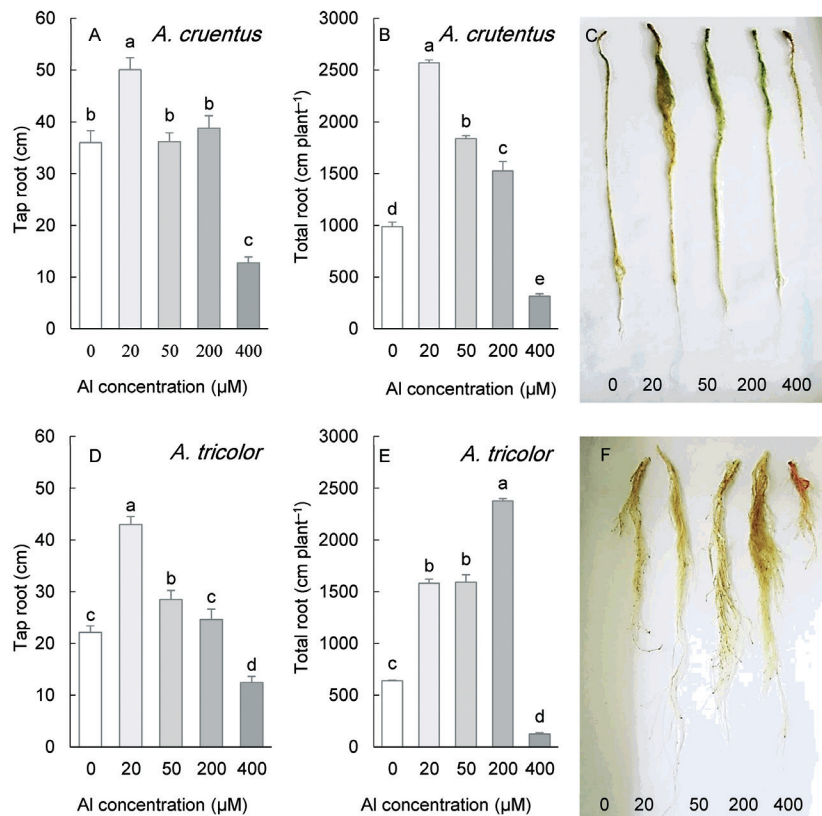 A
A. cruentus
Tap root (cm)
60
50
40
30
20
10
0
b
a
b
b
c
0 20 50 200 400
Al concentration (µM)
B
A. crutentus
Total root (cm plant⁻¹)
3000
2500
2000
1500
1000
500
0
d
a
b
c
e
0 20 50 200 400
Al concentration (µM)
C
0 20 50 200 400
D
A. tricolor
Tap root (cm)
60
50
40
30
20
10
0
c
a
b
c
d
0 20 50 200 400
Al concentration (µM)
E
A. tricolor
Total root (cm plant⁻¹)
3000
2500
2000
1500
1000
500
0
c
b
b
a
d
0 20 50 200 400
Al concentration (µM)
F
0 20 50 200 400